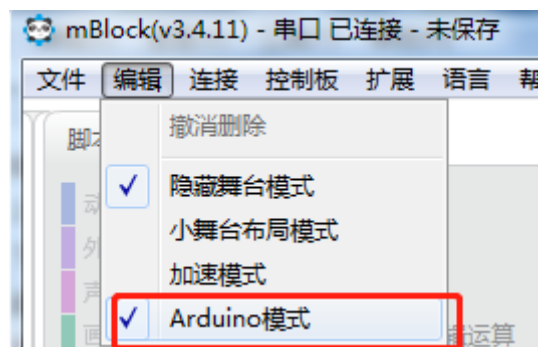 mBlock(v3.4.11) - 串口 已连接 - 未保存
文件 编辑 连接 控制板 扩展 语言
撤消删除
隐藏舞台模式
小舞台布局模式
加速模式
Arduino模式
运算